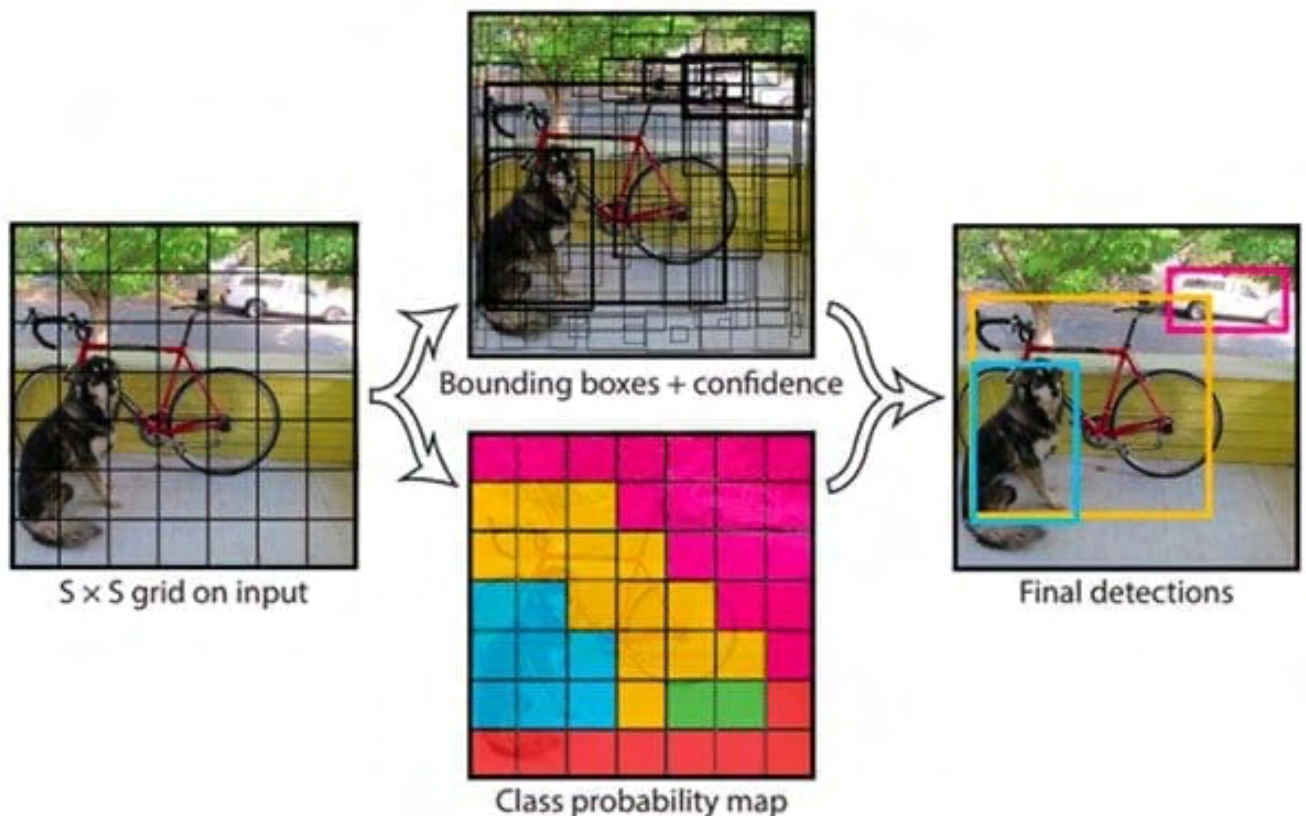 Bounding boxes + confidence
S × S grid on input
Final detections
Class probability map